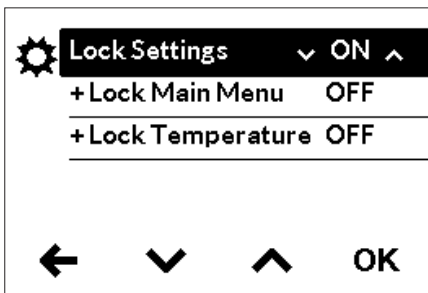 Lock Settings ON
+Lock Main Menu OFF
+Lock Temperature OFF
OK